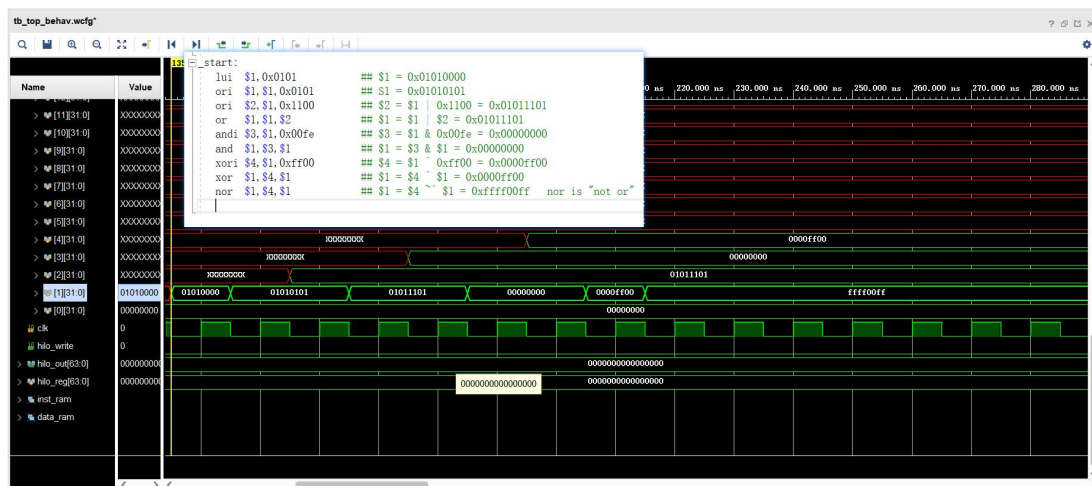 tb_top_behav.wcfg*
135
_start:
lui $1,0x0101 ## $1 = 0x01010000
ori $1,$1,0x0101 ## S1 = 0x01010101
ori $2,$1,0x1100 ## $2 = $1 | 0x1100 = 0x01011101
or $1,$1,$2 ## $1 = $1 | $2 = 0x01011101
andi $3,$1,0x00fe ## $3 = $1 & 0x00fe = 0x00000000
and $1,$3,$1 ## $1 = $3 & $1 = 0x00000000
xori $4,$1,0xff00 ## $4 = $1 ^ 0xff00 = 0x0000ff00
xor $1,$4,$1 ## $1 = $4 ^ $1 = 0x0000ff00
nor $1,$4,$1 ## $1 = $4 ~^ $1 = 0xffff00ff nor is "not or"
Name Value
0 ns 220.000 ns 230.000 ns 240.000 ns 250.000 ns 260.000 ns 270.000 ns 280.000 ns
[11][31:0] XXXXXXXX
[10][31:0] XXXXXXXX
[9][31:0] XXXXXXXX
[8][31:0] XXXXXXXX
[7][31:0] XXXXXXXX
[6][31:0] XXXXXXXX
[5][31:0] XXXXXXXX
[4][31:0] XXXXXXXX XXXXXXXX 0000ff00
[3][31:0] XXXXXXXX XXXXXXXX 00000000
[2][31:0] XXXXXXXX XXXXXXXX 01011101
[1][31:0] 01010000 01010000 01010101 01011101 00000000 0000ff00 ffff00ff
[0][31:0] 00000000 00000000
clk 0
hilo_write 0
hilo_out[63:0] 00000000 0000000000000000
hilo_reg[63:0] 00000000 0000000000000000 0000000000000000
inst_ram
data_ram